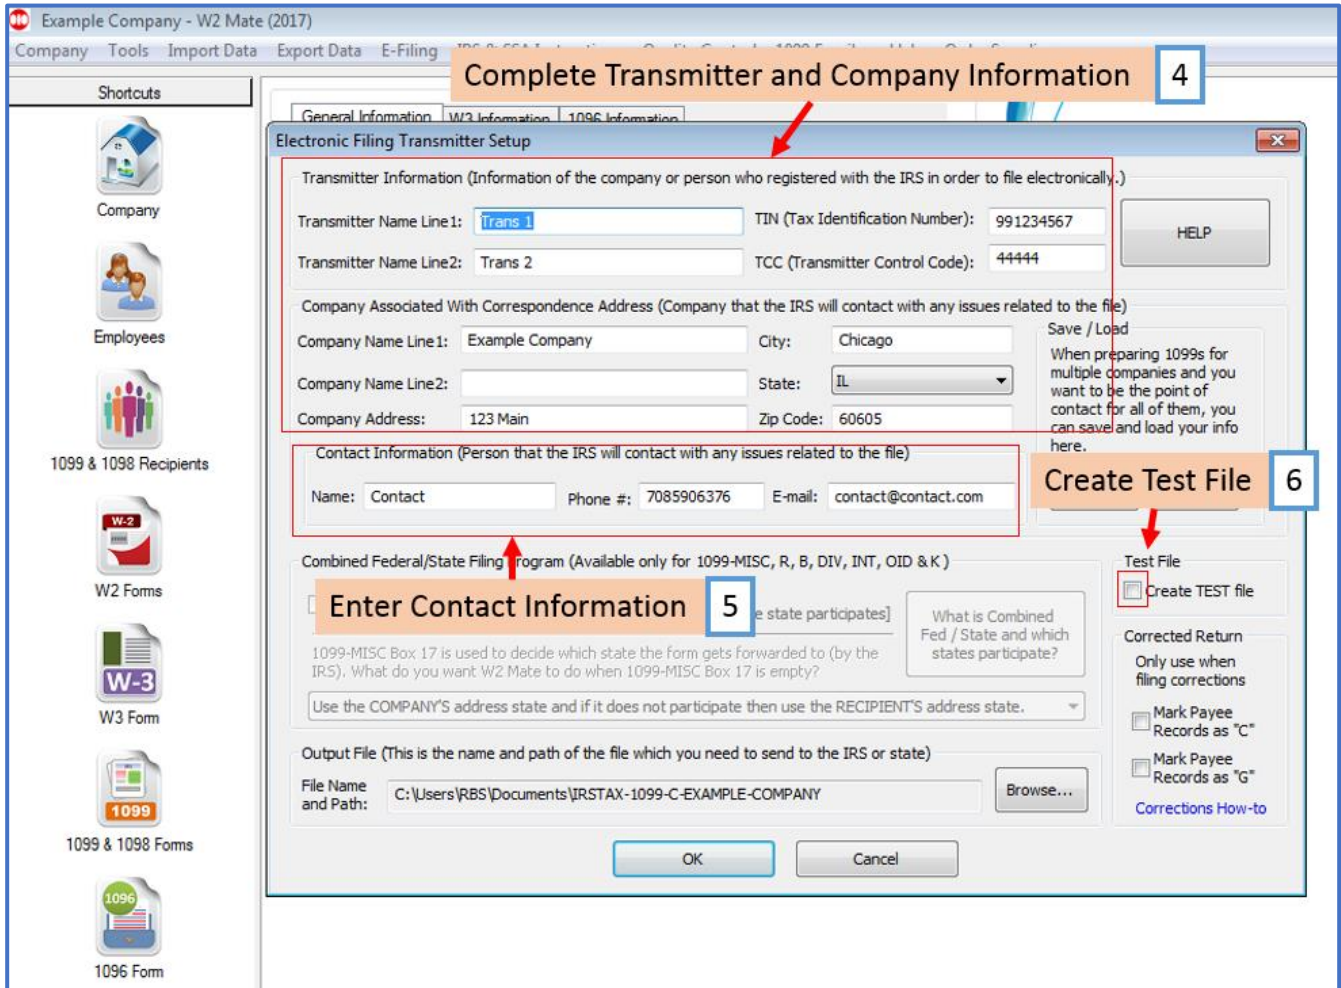 Example Company - W2 Mate (2017)
Company Tools Import Data Export Data E-Filing
Complete Transmitter and Company Information 4
Shortcuts
General Information W3 Information 1096 Information
Electronic Filing Transmitter Setup
Transmitter Information (Information of the company or person who registered with the IRS in order to file electronically.)
Transmitter Name Line1: Trans 1 TIN (Tax Identification Number): 991234567
HELP
Transmitter Name Line2: Trans 2 TCC (Transmitter Control Code): 44444
Company
Company Associated With Correspondence Address (Company that the IRS will contact with any issues related to the file)
Company Name Line1: Example Company City: Chicago
Company Name Line2: State: IL
Company Address: 123 Main Zip Code: 60605
Save / Load
When preparing 1099s for
multiple companies and you
want to be the point of
contact for all of them, you
can save and load your info
here.
Employees
Contact Information (Person that the IRS will contact with any issues related to the file)
Name: Contact Phone #: 7085906376 E-mail: contact@contact.com
Create Test File 6
1099 & 1098 Recipients
Combined Federal/State Filing Program (Available only for 1099-MISC, R, B, DIV, INT, OID & K )
Enter Contact Information 5
state participates]
What is Combined
Fed / State and which
states participate?
1099-MISC Box 17 is used to decide which state the form gets forwarded to (by the
IRS). What do you want W2 Mate to do when 1099-MISC Box 17 is empty?
Use the COMPANY'S address state and if it does not participate then use the RECIPIENT'S address state.
Test File
Create TEST file
Corrected Return
Only use when
filing corrections
Mark Payee
Records as "C"
Mark Payee
Records as "G"
Corrections How-to
W-2
W2 Forms
W-3
W3 Form
Output File (This is the name and path of the file which you need to send to the IRS or state)
File Name
and Path: C:\Users\RBS\Documents\IRSTAX-1099-C-EXAMPLE-COMPANY Browse...
OK Cancel
1099
1099 & 1098 Forms
1096
1096 Form